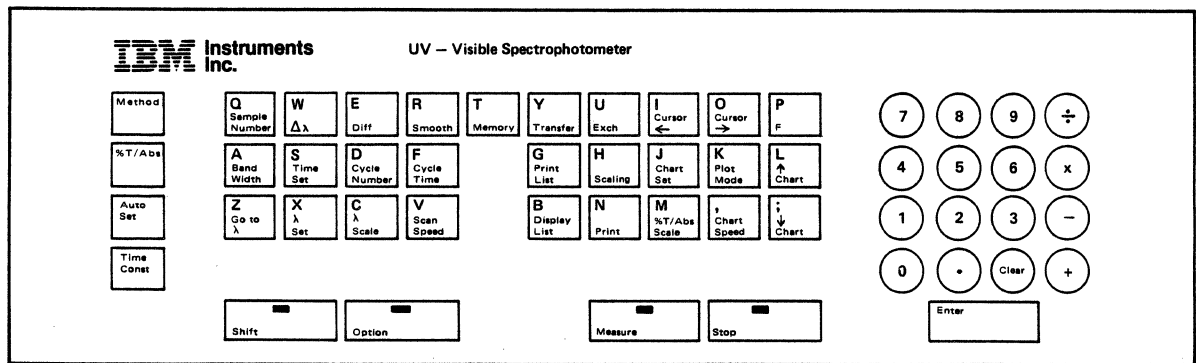 IBM Instruments Inc.
UV – Visible Spectrophotometer
Method
Q Sample Number
W Δλ
E Diff
R Smooth
T Memory
Y Transfer
U Exch
I Cursor ←
O Cursor →
P F
7 8 9 ÷
%T/Abs
A Band Width
S Time Set
D Cycle Number
F Cycle Time
G Print List
H Scaling
J Chart Set
K Plot Mode
L ↑ Chart
4 5 6 x
Auto Set
Z Go to λ
X λ Set
C λ Scale
V Scan Speed
B Display List
N Print
M %T/Abs Scale
, Chart Speed
; ↓ Chart
1 2 3 –
Time Const
0 . Clear +
Shift
Option
Measure
Stop
Enter